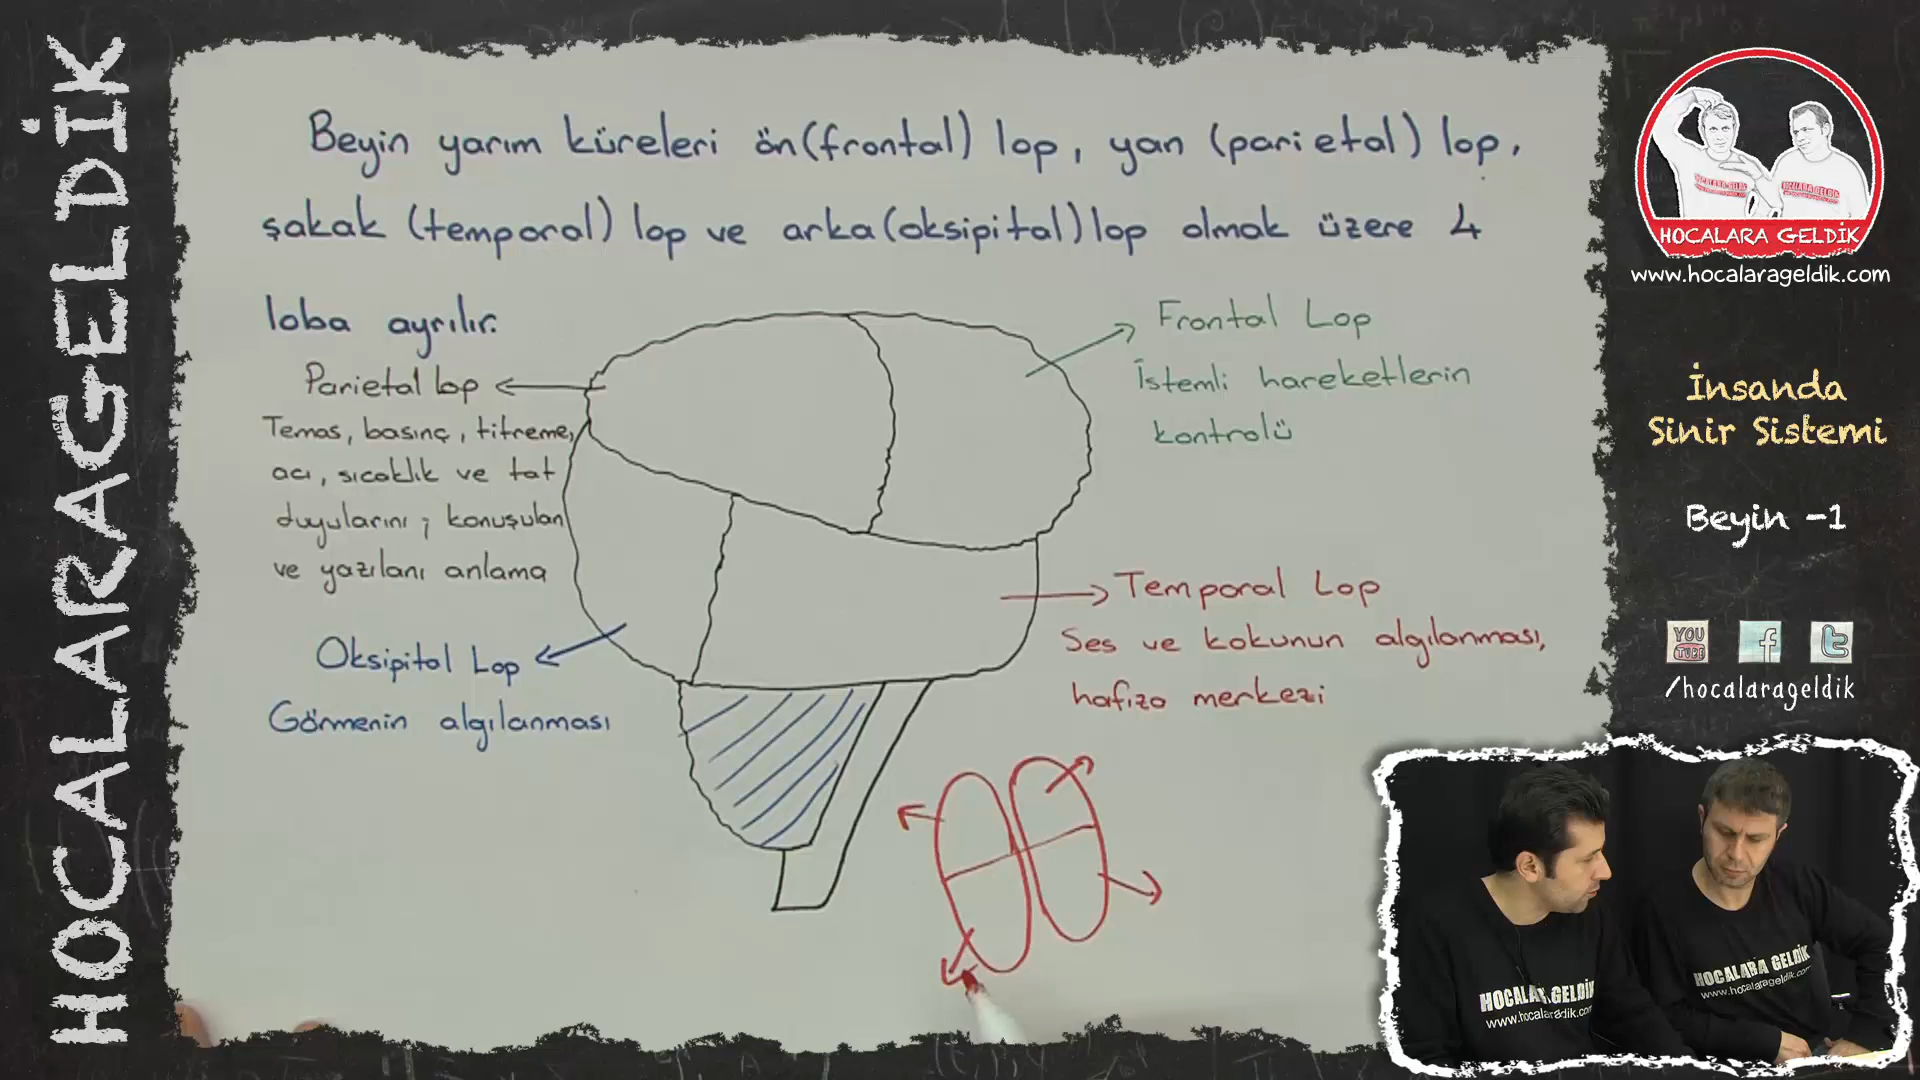 HOCALARAGELDİK
Beyin yarım küreleri ön(frontal) lop, yan (parietal) lop,
şakak (temporal) lop ve arka(oksipital) lop olmak üzere 4
loba ayrılır.
Parietal lop
Temas, basınç, titreme,
acı, sıcaklık ve tat
duyularını; konuşulan
ve yazılanı anlama
Oksipital Lop
Görmenin algılanması
Frontal Lop
İstemli hareketlerin
kontrolü
Temporal Lop
Ses ve kokunun algılanması,
hafıza merkezi
HOCALARA GELDİK
www.hocalarageldik.com
İnsanda
Sinir Sistemi
Beyin -1
YOU
TUBE
f
t
/hocalarageldik
HOCALARA GELDİK
www.hocalarageldik.com
HOCALARA GELDİK
www.hocalarageldik.com